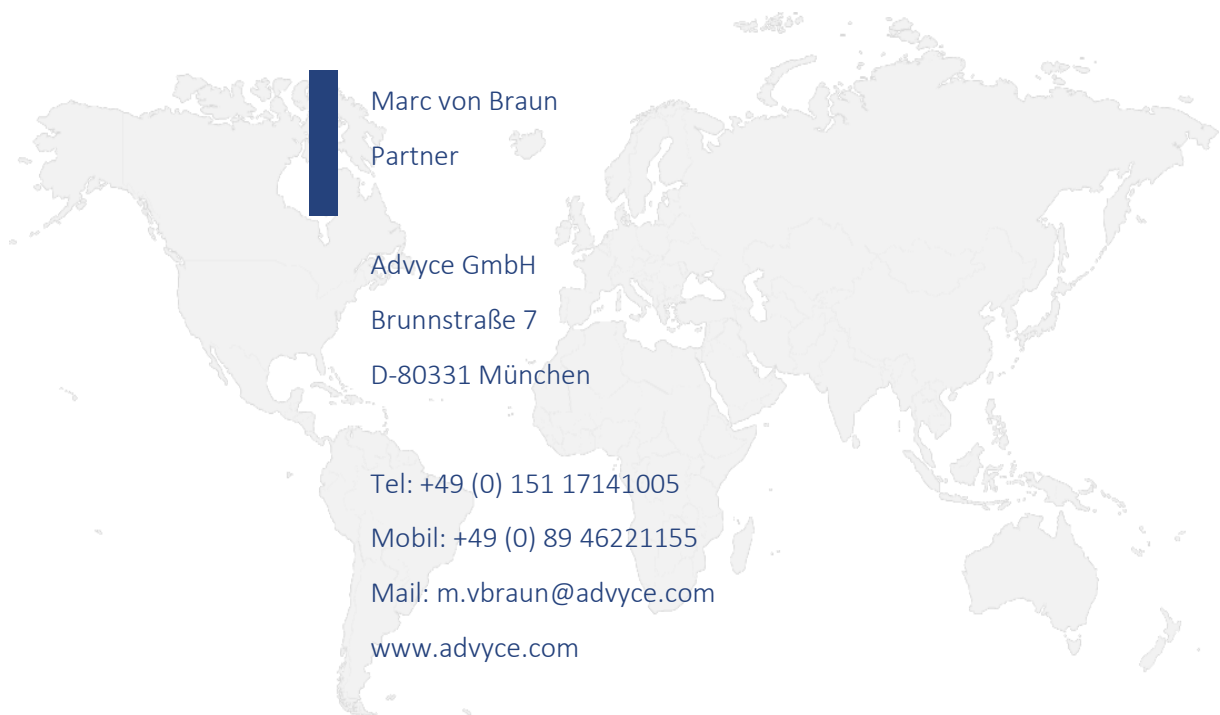 Marc von Braun
Partner
Advyce GmbH
Brunnstraße 7
D-80331 München
Tel: +49 (0) 151 17141005
Mobil: +49 (0) 89 46221155
Mail: m.vbraun@advyce.com
www.advyce.com